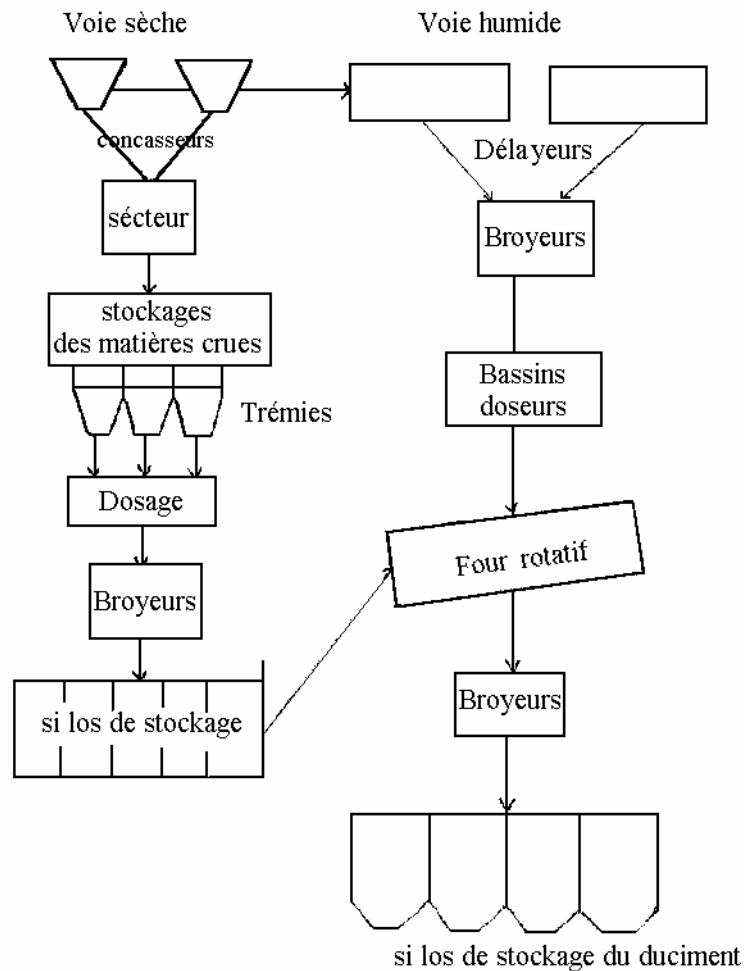 Voie sèche
Voie humide
concasseurs
Délayeurs
sécteur
Broyeurs
stockages
des matières crues
Bassins
doseurs
Trémies
Dosage
Four rotatif
Broyeurs
Broyeurs
si los de stockage
si los de stockage du duciment